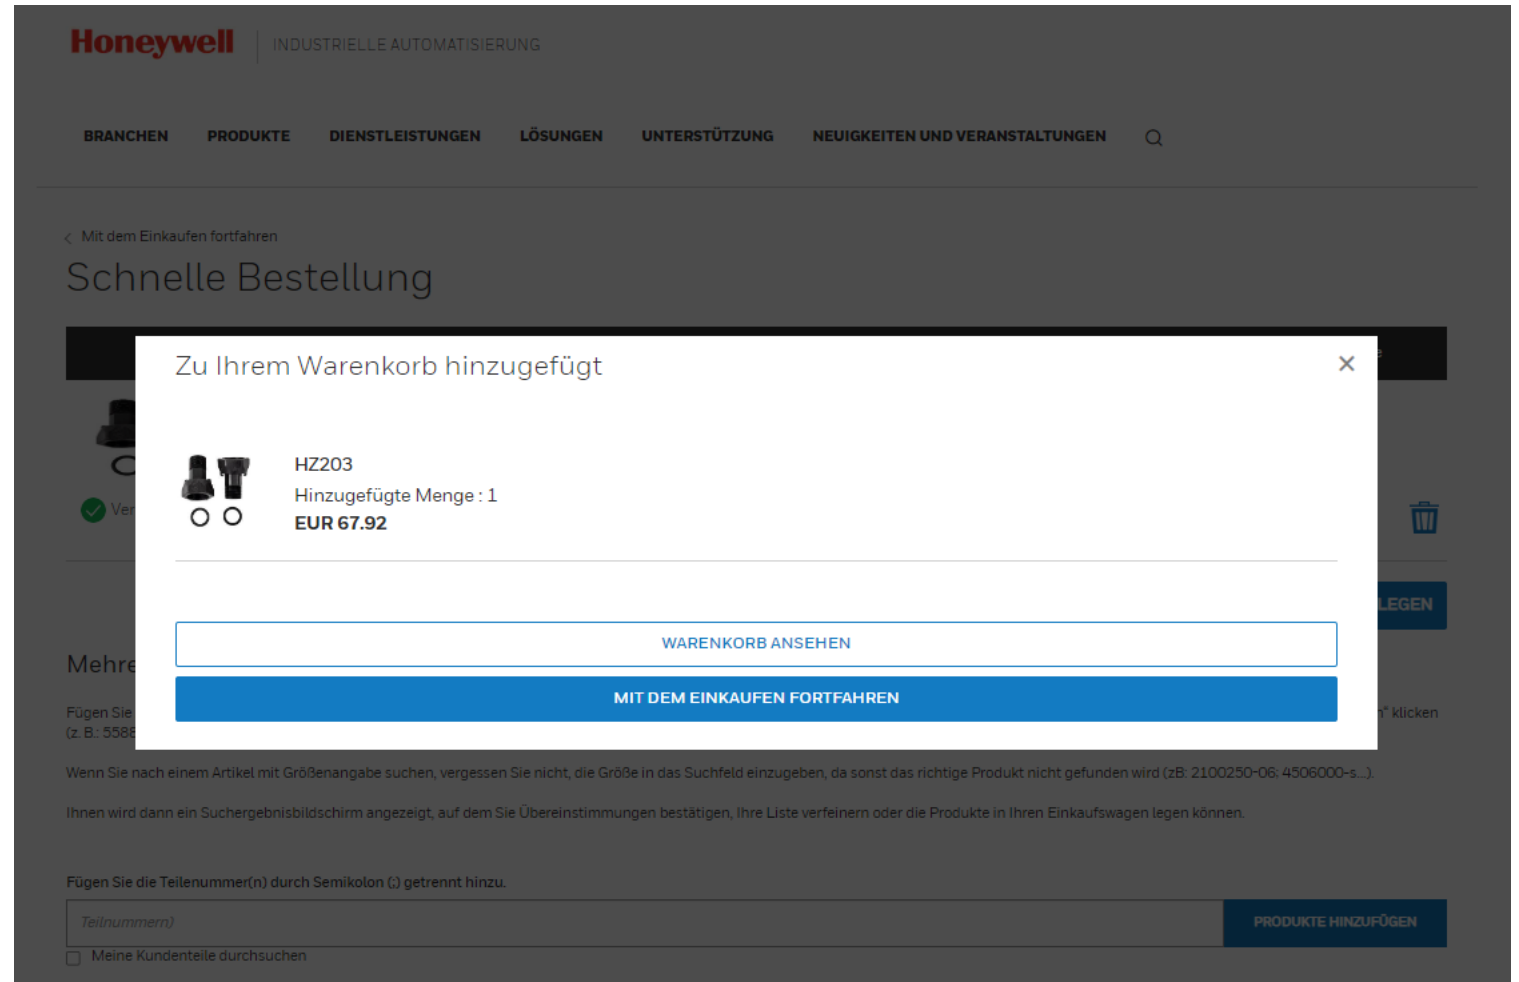 Honeywell
INDUSTRIELLE AUTOMATISIERUNG
BRANCHEN PRODUKTE DIENSTLEISTUNGEN LÖSUNGEN UNTERSTÜTZUNG NEUIGKEITEN UND VERANSTALTUNGEN
Mit dem Einkaufen fortfahren
Schnelle Bestellung
Zu Ihrem Warenkorb hinzugefügt
HZ203
Hinzugefügte Menge : 1
EUR 67.92
Ver
LEGEN
WARENKORB ANSEHEN
Mehre
MIT DEM EINKAUFEN FORTFAHREN
Fügen Sie
n" klicken
(z. B.: 5588
Wenn Sie nach einem Artikel mit Größenangabe suchen, vergessen Sie nicht, die Größe in das Suchfeld einzugeben, da sonst das richtige Produkt nicht gefunden wird (zB: 2100250-06; 4506000-s...).
Ihnen wird dann ein Suchergebnisbildschirm angezeigt, auf dem Sie Übereinstimmungen bestätigen, Ihre Liste verfeinern oder die Produkte in Ihren Einkaufswagen legen können.
Fügen Sie die Teilenummer(n) durch Semikolon (;) getrennt hinzu.
Teilnummern)
PRODUKTE HINZUFÜGEN
Meine Kundenteile durchsuchen